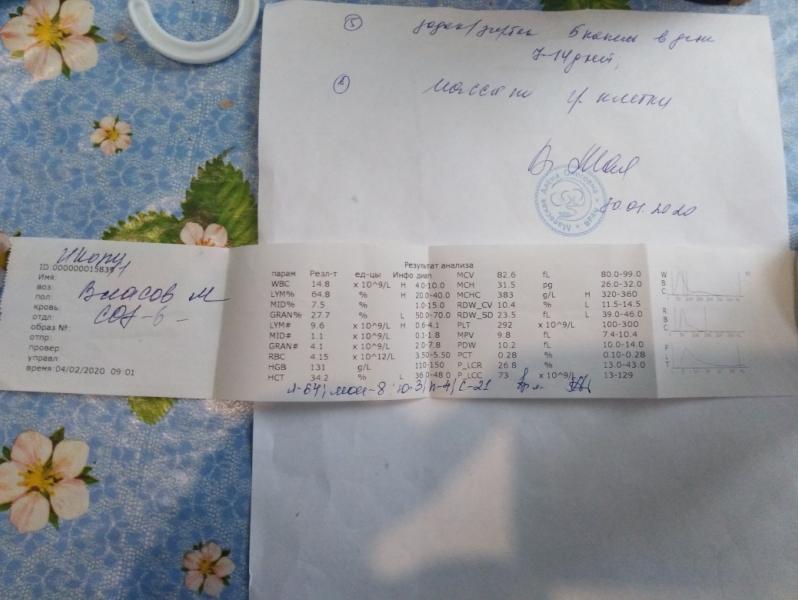 ⑤
5 капель в день
7-14 дней,
⑥ массаж гр клетки
30.01.2020
Результат анализа
ID:000000015839
Имя:
воз:
пол:
кровь:
отдл:
образ №:
отпр:
провер
управл
время:04/02/2020 09:01
Власов М
СОЭ-6-
парам Резл-т ед-цы Инфо диап
WBC 14.8 x 10^9/L H 4.0-10.0
LYM% 64.8 % H 20.0-40.0
MID% 7.5 % 1.0-15.0
GRAN% 27.7 % L 50.0-70.0
LYM# 9.6 x 10^9/L H 0.6-4.1
MID# 1.1 x 10^9/L 0.1-1.8
GRAN# 4.1 x 10^9/L 2.0-7.8
RBC 4.15 x 10^12/L 3.50-5.50
HGB 131 g/L 110-150
HCT 34.2 % L 36.0-48.0
MCV 82.6 fL 80.0-99.0
MCH 31.5 pg 26.0-32.0
MCHC 383 g/L H 320-360
RDW_CV 10.4 % L 11.5-14.5
RDW_SD 23.5 fL L 39.0-46.0
PLT 292 x 10^9/L 100-300
MPV 9.8 fL 7.4-10.4
PDW 10.2 fL 10.0-14.0
PCT 0.28 % 0.10-0.28
P_LCR 26.8 % 13.0-43.0
P_LCC 73 x 10^9/L 13-129
WBC
RBC
PLT
л-64, мон-8 ю-3, п-4, с-21